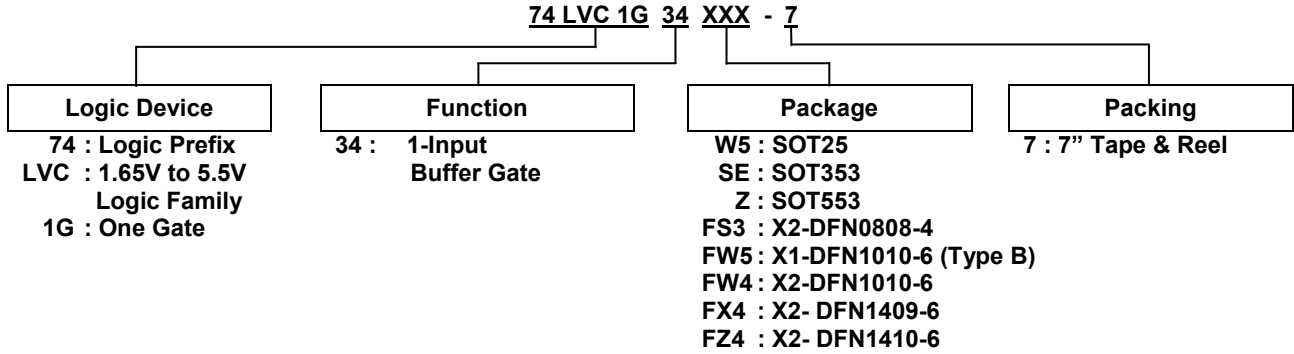 74 LVC 1G 34 XXX - 7
Logic Device
74 : Logic Prefix
LVC : 1.65V to 5.5V
Logic Family
1G : One Gate
Function
34 : 1-Input
Buffer Gate
Package
W5 : SOT25
SE : SOT353
Z : SOT553
FS3 : X2-DFN0808-4
FW5 : X1-DFN1010-6 (Type B)
FW4 : X2-DFN1010-6
FX4 : X2- DFN1409-6
FZ4 : X2- DFN1410-6
Packing
7 : 7” Tape & Reel